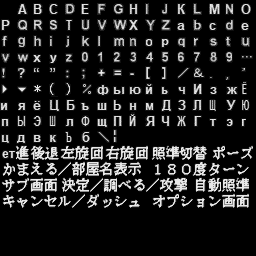 A B C D E F G H I J K L M N O
P Q R S T U V W X Y Z a b c d e
f g h i j k l m n o p q r s t u
v w x y z 0 1 2 3 4 5 6 7 8 9 …
! ? “ ” : ; + = - [ ] / & . , ’
▶ ▼ * ( ) % ф ы ю й ь ч И з ж Ё
и я ё Ц Б ъ ш Ь н м Д З Л Щ У Ю
п Ы Э Ш л Ф щ П Й Я Ч Ж Г т э г
ц д в к Ъ б \ ¦
ет進後退 左旋回 右旋回 照準切替 ポーズ
かまえる/部屋名表示 180度ターン
サブ画面 決定/調べる/攻撃 自動照準
キャンセル/ダッシュ オプション画面